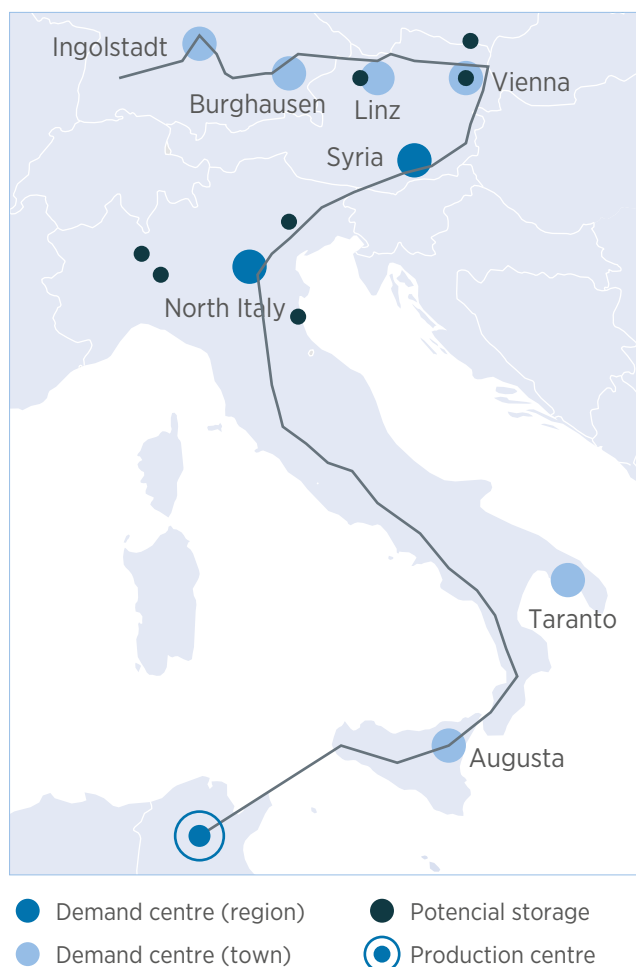 Ingolstadt
Burghausen
Linz
Vienna
Syria
North Italy
Taranto
Augusta
Demand centre (region)
Potencial storage
Demand centre (town)
Production centre